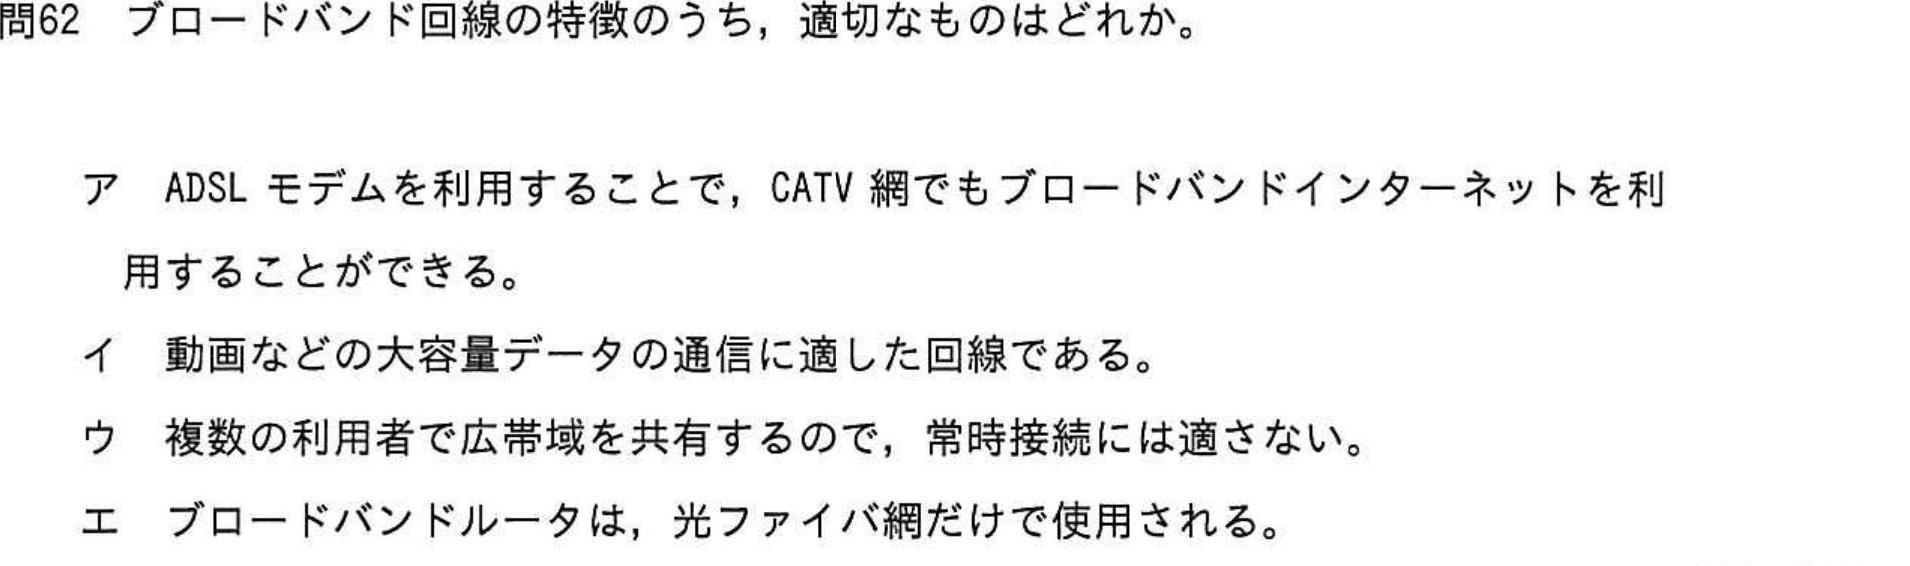 問62　ブロードバンド回線の特徴のうち，適切なものはどれか。
ア　ADSL モデムを利用することで，CATV 網でもブロードバンドインターネットを利
用することができる。
イ　動画などの大容量データの通信に適した回線である。
ウ　複数の利用者で広帯域を共有するので，常時接続には適さない。
エ　ブロードバンドルータは，光ファイバ網だけで使用される。